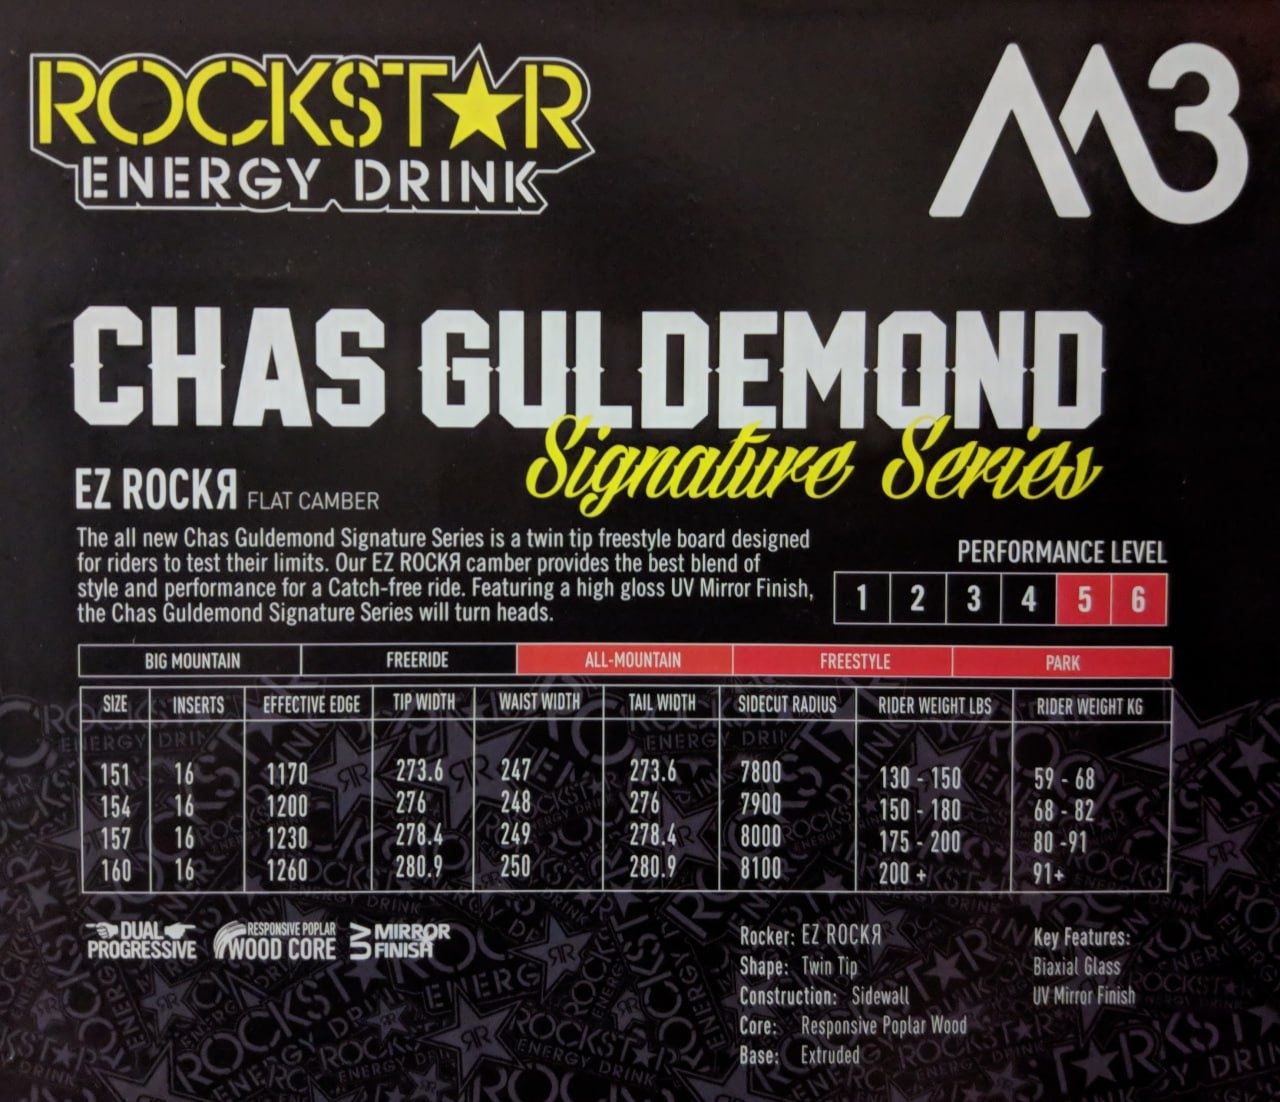 ROCKST★R
ENERGY DRINK
M3
CHAS GULDEMOND
Signature Series
EZ ROCKЯ FLAT CAMBER
The all new Chas Guldemond Signature Series is a twin tip freestyle board designed
for riders to test their limits. Our EZ ROCKЯ camber provides the best blend of
style and performance for a Catch-free ride. Featuring a high gloss UV Mirror Finish,
the Chas Guldemond Signature Series will turn heads.
PERFORMANCE LEVEL
1 2 3 4 5 6
BIG MOUNTAIN FREERIDE ALL-MOUNTAIN FREESTYLE PARK
SIZE INSERTS EFFECTIVE EDGE TIP WIDTH WAIST WIDTH TAIL WIDTH SIDECUT RADIUS RIDER WEIGHT LBS RIDER WEIGHT KG
151 16 1170 273.6 247 273.6 7800 130 - 150 59 - 68
154 16 1200 276 248 276 7900 150 - 180 68 - 82
157 16 1230 278.4 249 278.4 8000 175 - 200 80 -91
160 16 1260 280.9 250 280.9 8100 200 + 91+
DUAL PROGRESSIVE
RESPONSIVE POPLAR WOOD CORE
UV MIRROR FINISH
Rocker: EZ ROCKЯ
Shape: Twin Tip
Construction: Sidewall
Core: Responsive Poplar Wood
Base: Extruded
Key Features:
Biaxial Glass
UV Mirror Finish